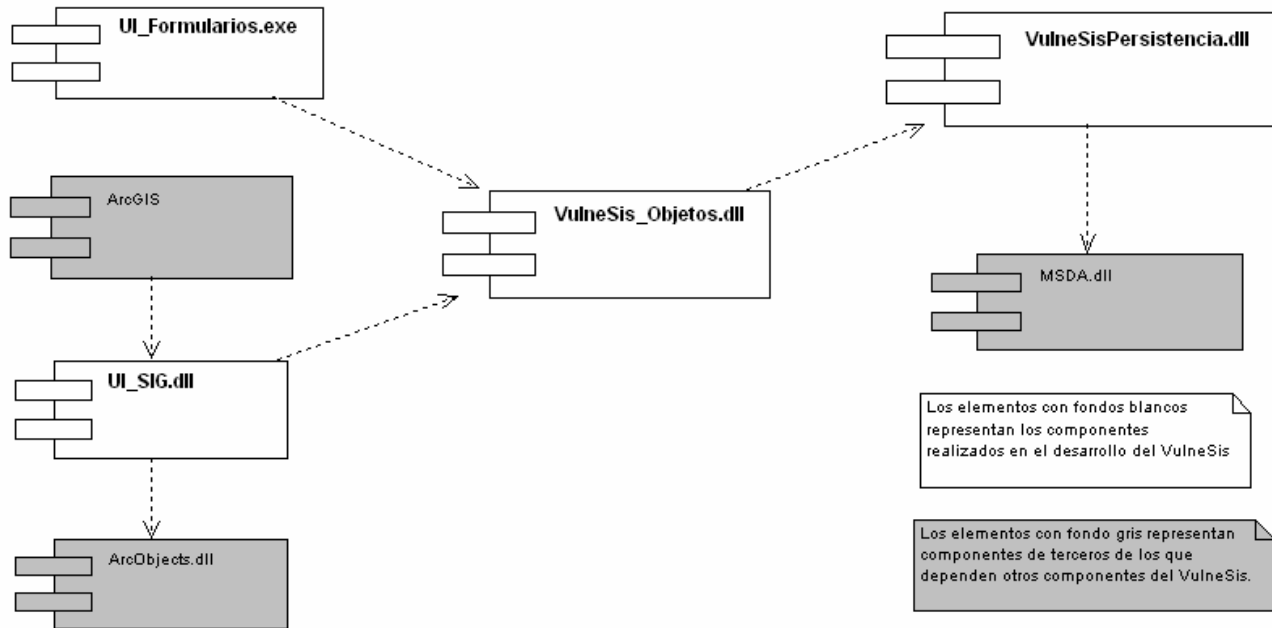 UI_Formularios.exe
VulneSisPersistencia.dll
ArcGIS
VulneSis_Objetos.dll
MSDA.dll
UI_SIG.dll
Los elementos con fondos blancos
representan los componentes
realizados en el desarrollo del VulneSis
ArcObjects.dll
Los elementos con fondo gris representan
componentes de terceros de los que
dependen otros componentes del VulneSis.